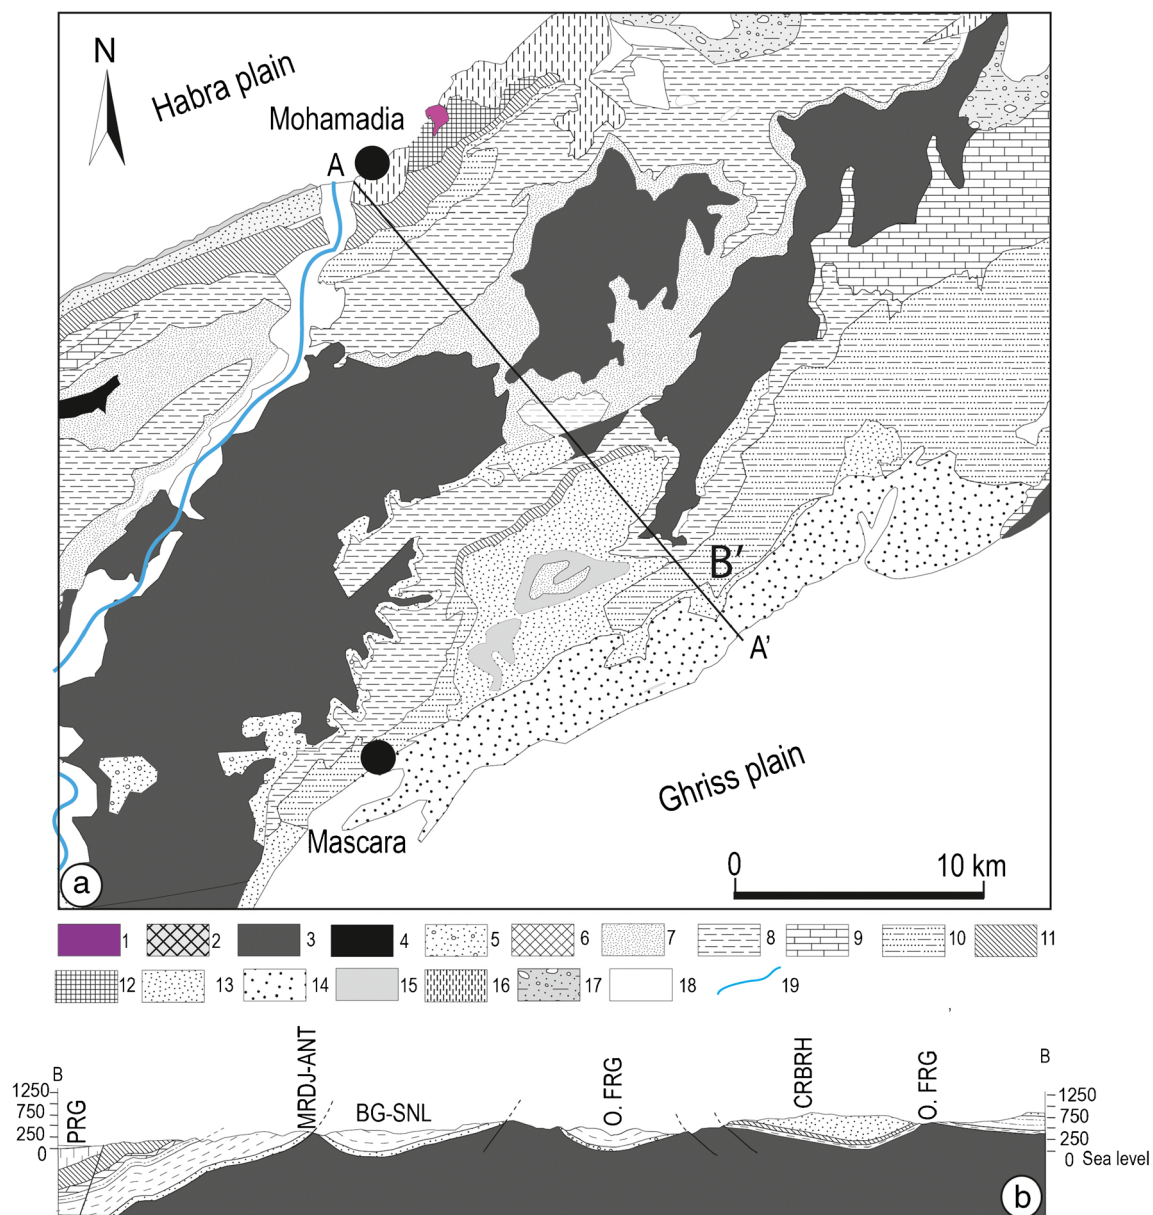 N
Habra plain
Mohamadia
A
B'
A'
Ghriss plain
Mascara
0 10 km
a
1 2 3 4 5 6 7 8 9 10 11
12 13 14 15 16 17 18 19
,
B
1250
750
250
0
PRG
MRDJ-ANT
BG-SNL
O. FRG
CRBRH
O. FRG
B
1250
750
250
0 Sea level
b